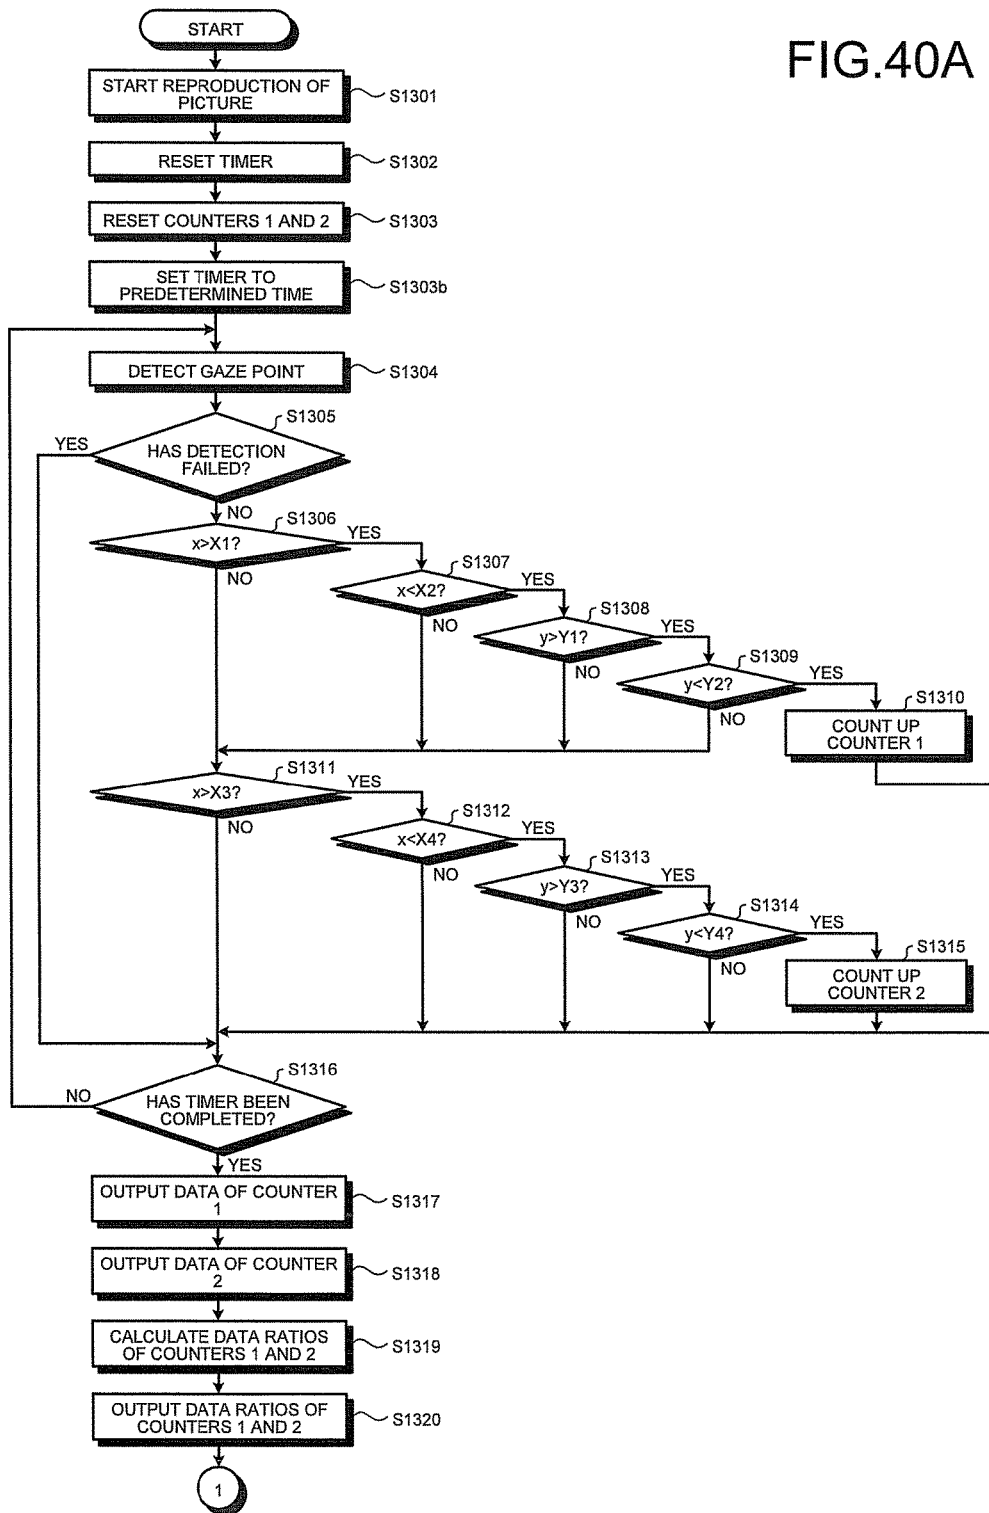 FIG.40A
START
START REPRODUCTION OF
PICTURE
S1301
RESET TIMER
S1302
RESET COUNTERS 1 AND 2
S1303
SET TIMER TO
PREDETERMINED TIME
S1303b
DETECT GAZE POINT
S1304
S1305
YES
HAS DETECTION
FAILED?
NO
S1306
x>X1?
YES
NO
S1307
x<X2?
YES
NO
S1308
y>Y1?
YES
NO
S1309
y<Y2?
YES
NO
S1310
COUNT UP
COUNTER 1
S1311
x>X3?
YES
NO
S1312
x<X4?
YES
NO
S1313
y>Y3?
YES
NO
S1314
y<Y4?
YES
NO
S1315
COUNT UP
COUNTER 2
S1316
NO
HAS TIMER BEEN
COMPLETED?
YES
OUTPUT DATA OF COUNTER
1
S1317
OUTPUT DATA OF COUNTER
2
S1318
CALCULATE DATA RATIOS
OF COUNTERS 1 AND 2
S1319
OUTPUT DATA RATIOS OF
COUNTERS 1 AND 2
S1320
1